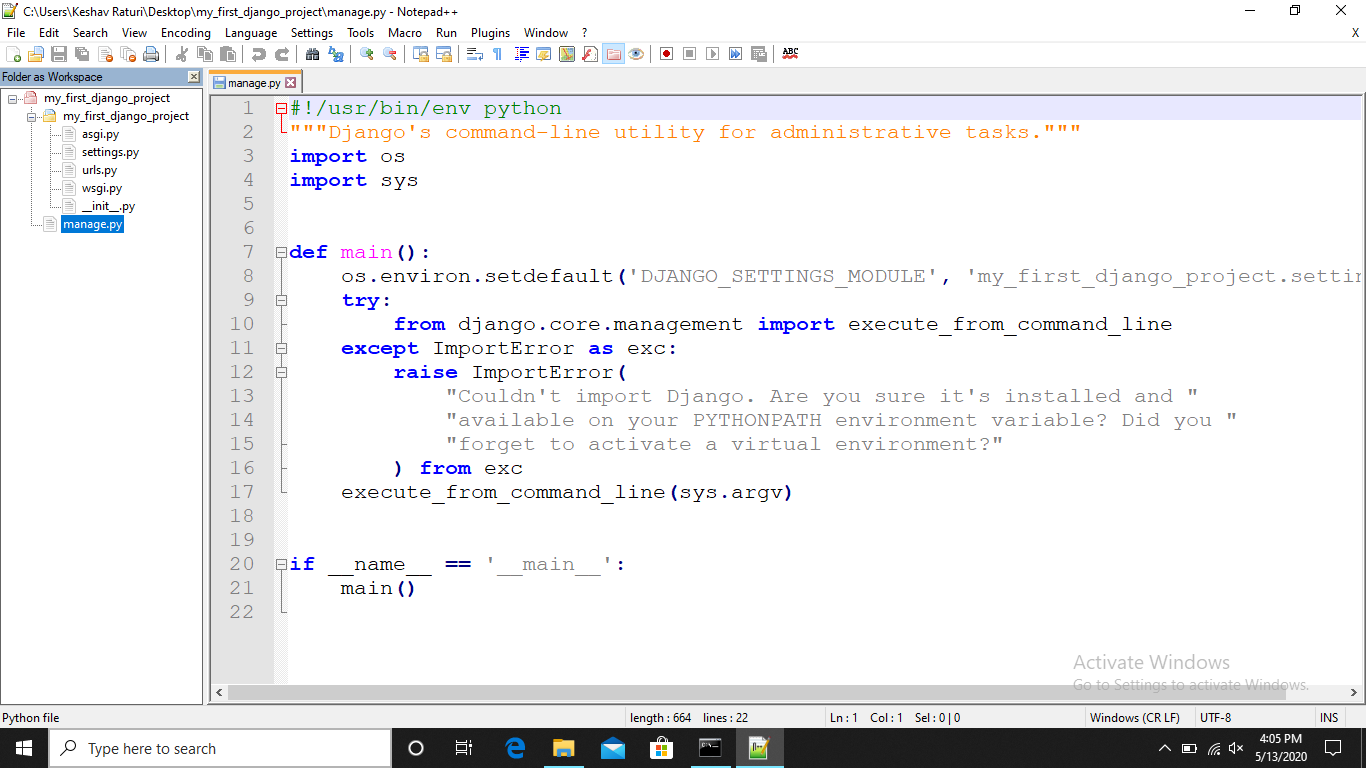 C:\Users\Keshav Raturi\Desktop\my_first_django_project\manage.py - Notepad++
File Edit Search View Encoding Language Settings Tools Macro Run Plugins Window ? X
ABC
Folder as Workspace
my_first_django_project
my_first_django_project
asgi.py
settings.py
urls.py
wsgi.py
__init__.py
manage.py
manage.py
1 #!/usr/bin/env python
2 """Django's command-line utility for administrative tasks."""
3 import os
4 import sys
5
6
7 def main():
8 os.environ.setdefault('DJANGO_SETTINGS_MODULE', 'my_first_django_project.settin
9 try:
10 from django.core.management import execute_from_command_line
11 except ImportError as exc:
12 raise ImportError(
13 "Couldn't import Django. Are you sure it's installed and "
14 "available on your PYTHONPATH environment variable? Did you "
15 "forget to activate a virtual environment?"
16 ) from exc
17 execute_from_command_line(sys.argv)
18
19
20 if __name__ == '__main__':
21 main()
22
Activate Windows
Go to Settings to activate Windows.
Python file length : 664 lines : 22 Ln : 1 Col : 1 Sel : 0 | 0 Windows (CR LF) UTF-8 INS
Type here to search
4:05 PM
5/13/2020